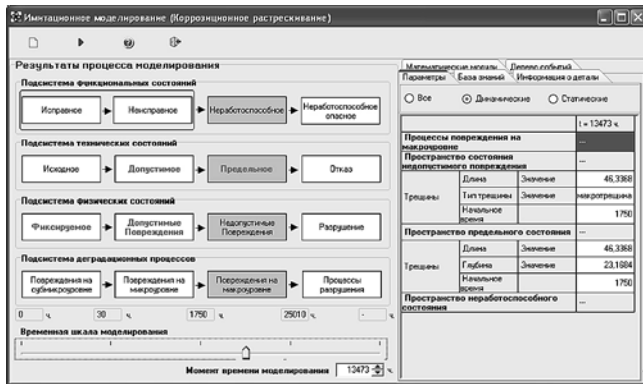 Имитационное моделирование (Коррозионное растрескивание)
Результаты процесса моделирования
Подсистема функциональных состояний
Исправное
Неисправное
Неработоспособное
Неработоспособное опасное
Подсистема технических состояний
Исходное
Допустимое
Предельное
Отказ
Подсистема физических состояний
Фиксируемое
Допустимые Повреждения
Недопустимые Повреждения
Разрушение
Подсистема деградационных процессов
Повреждения на субмикроуровне
Повреждения на микроуровне
Повреждения на макроуровне
Процессы разрушения
0 ч. 30 ч. 1750 ч. 25010 ч. - ч.
Временная шкала моделирования
Момент времени моделирования 13473 ч.
Математические модули Дерево событий
Параметры База знаний Информация о детали
Все Динамические Статические
t = 13473 ч.
Процессы повреждения на макроуровне ...
Пространство состояния недопустимого повреждения ...
Трещины
Длина Значение 46,3368
Тип трещины Значение макротрещина
Начальное время 1750
Пространство предельного состояния ...
Трещины
Длина Значение 46,3368
Глубина Значение 23,1684
Начальное время 1750
Пространство неработоспособного состояния ...